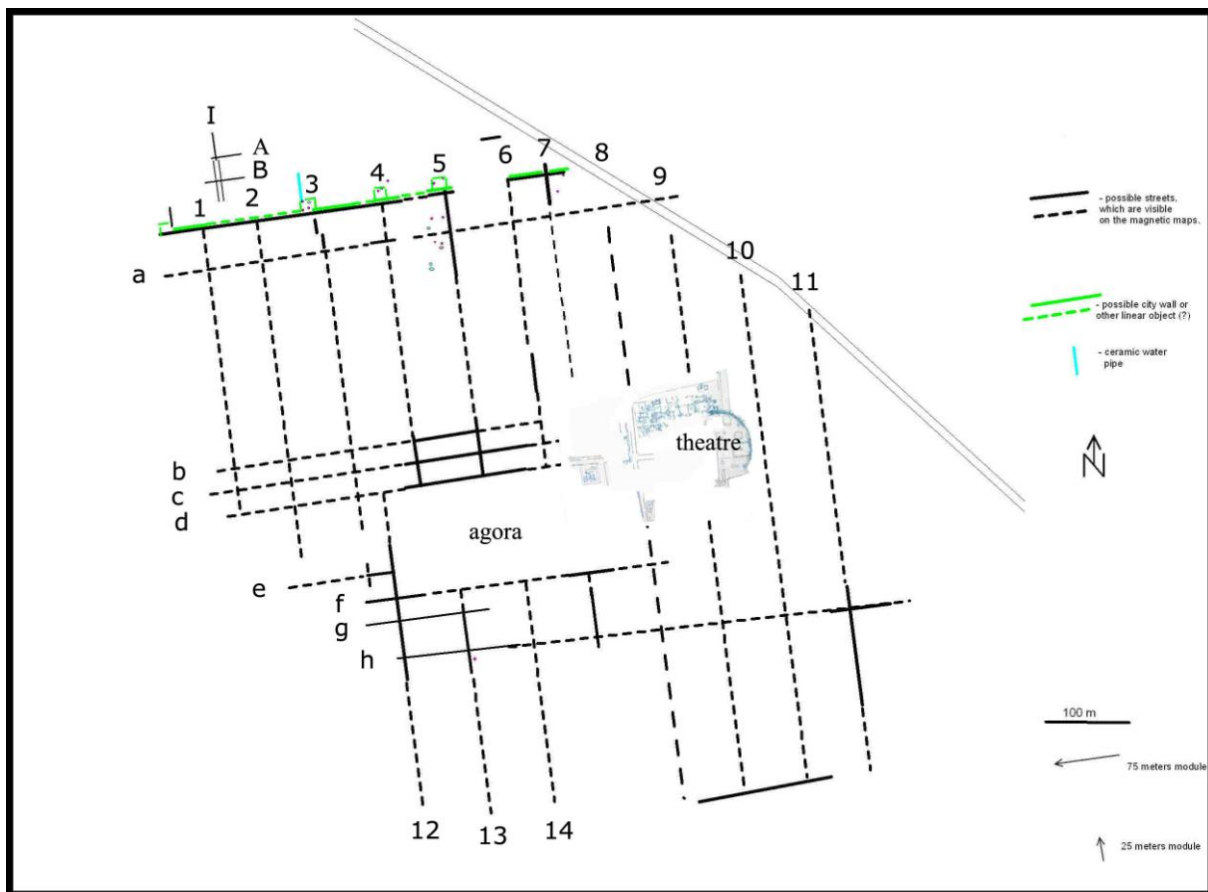 I
A
B
1
2
3
4
5
6
7
8
9
10
11
a
b
c
d
e
f
g
h
theatre
agora
12
13
14
- possible streets,
which are visible
on the magnetic maps.
- possible city wall or
other linear object (?)
- ceramic water
pipe
N
100 m
75 meters module
25 meters module